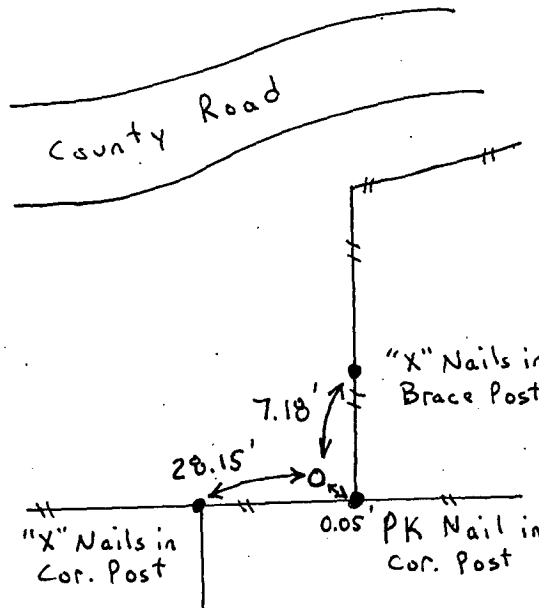 County Road
"X" Nails in
Brace Post
7.18'
28.15'
0.05'
PK Nail in
Cor. Post
"X" Nails in
Cor. Post